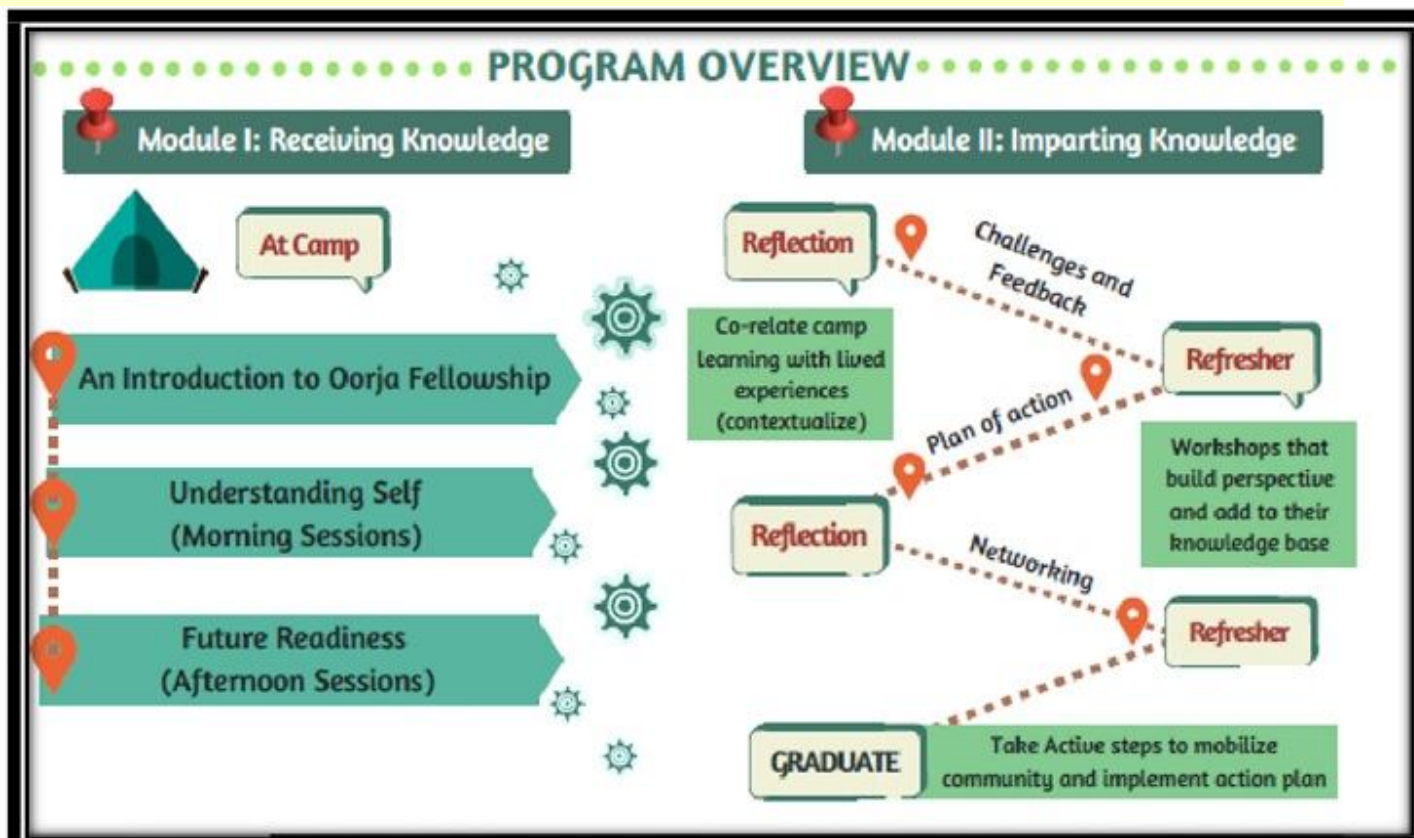 PROGRAM OVERVIEW
Module I: Receiving Knowledge
At Camp
An Introduction to Oorja Fellowship
Understanding Self
(Morning Sessions)
Future Readiness
(Afternoon Sessions)
Module II: Imparting Knowledge
Reflection
Challenges and
Feedback
Co-relate camp
learning with lived
experiences
(contextualize)
Refresher
Plan of action
Workshops that
build perspective
and add to their
knowledge base
Reflection
Networking
Refresher
GRADUATE
Take Active steps to mobilize
community and implement action plan